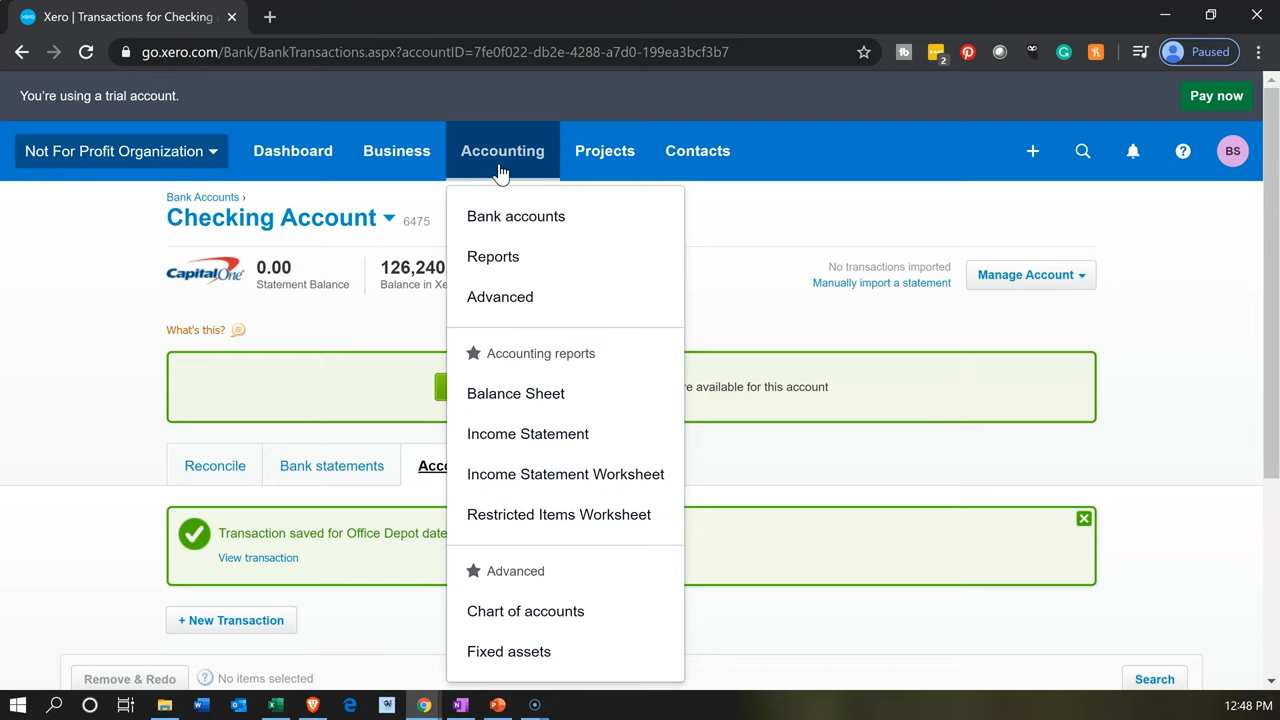 Xero | Transactions for Checking
go.xero.com/Bank/BankTransactions.aspx?accountID=7fe0f022-db2e-4288-a7d0-199ea3bcf3b7
2
Paused
You're using a trial account.
Pay now
Not For Profit Organization
Dashboard
Business
Accounting
Projects
Contacts
BS
Bank Accounts ›
Checking Account
6475
CapitalOne
0.00
Statement Balance
126,240
Balance in Xe
No transactions imported
Manually import a statement
Manage Account
What's this?
e available for this account
Reconcile
Bank statements
Acco
Transaction saved for Office Depot date
View transaction
+ New Transaction
Remove & Redo
No items selected
Search
Bank accounts
Reports
Advanced
Accounting reports
Balance Sheet
Income Statement
Income Statement Worksheet
Restricted Items Worksheet
Advanced
Chart of accounts
Fixed assets
12:48 PM